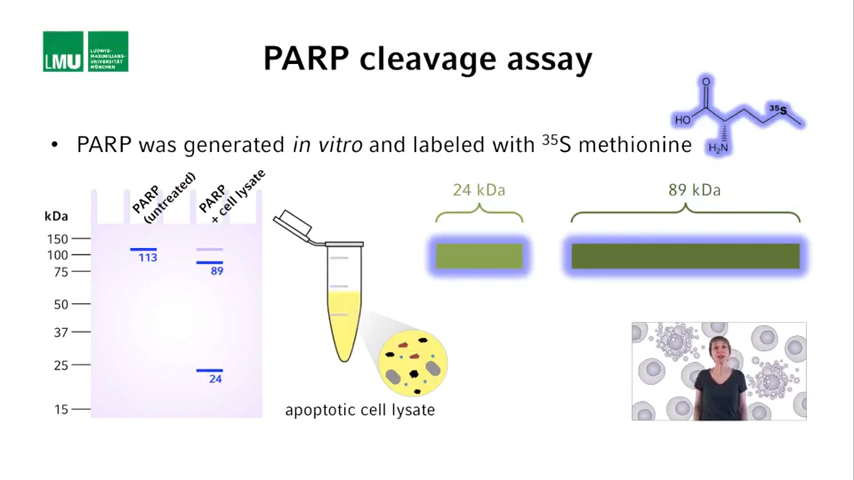 LMU
LUDWIG-
MAXIMILIANS-
UNIVERSITÄT
MÜNCHEN
PARP cleavage assay
• PARP was generated in vitro and labeled with ³⁵S methionine
O
HO
H₂N
³⁵S
kDa
150
100
75
50
37
25
15
PARP
(untreated)
PARP
+ cell lysate
113
89
24
apoptotic cell lysate
24 kDa
89 kDa